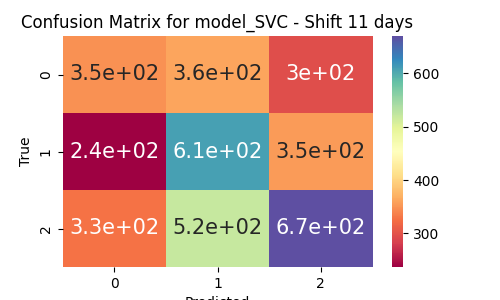 Confusion Matrix for model_SVC - Shift 11 days
0 3.5e+02 3.6e+02 3e+02
1 2.4e+02 6.1e+02 3.5e+02
2 3.3e+02 5.2e+02 6.7e+02
0 1 2
True
Predicted
600
500
400
300